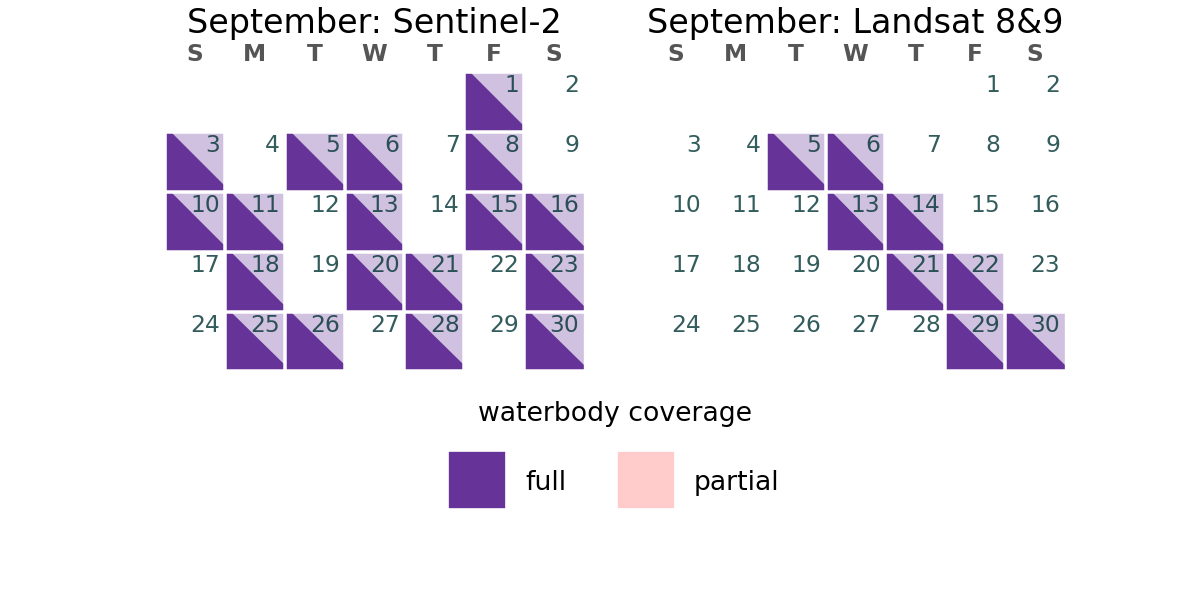 September: Sentinel-2
S M T W T F S
1 2
3 4 5 6 7 8 9
10 11 12 13 14 15 16
17 18 19 20 21 22 23
24 25 26 27 28 29 30
September: Landsat 8&9
S M T W T F S
1 2
3 4 5 6 7 8 9
10 11 12 13 14 15 16
17 18 19 20 21 22 23
24 25 26 27 28 29 30
waterbody coverage
full partial